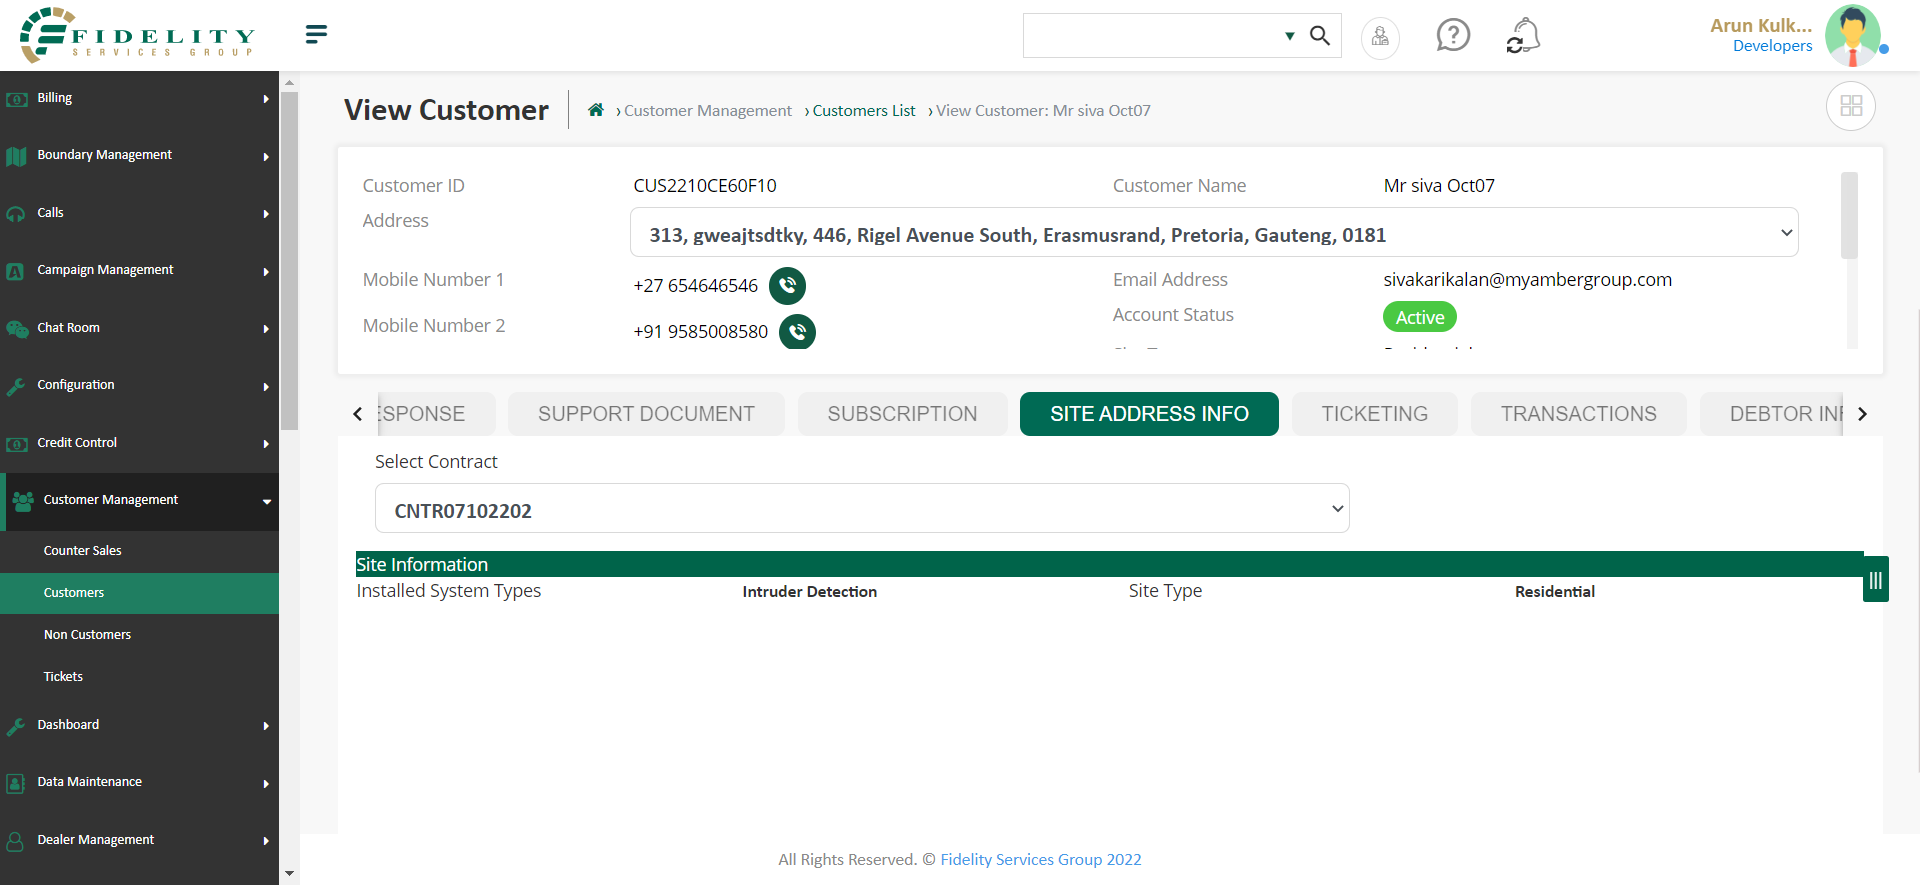 FIDELITY
SERVICES GROUP
Arun Kulk...
Developers
Billing
Boundary Management
Calls
Campaign Management
Chat Room
Configuration
Credit Control
Customer Management
Counter Sales
Customers
Non Customers
Tickets
Dashboard
Data Maintenance
Dealer Management
View Customer
› Customer Management › Customers List › View Customer: Mr siva Oct07
Customer ID CUS2210CE60F10 Customer Name Mr siva Oct07
Address 313, gweajtsdtky, 446, Rigel Avenue South, Erasmusrand, Pretoria, Gauteng, 0181
Mobile Number 1 +27 654646546 Email Address sivakarikalan@myambergroup.com
Account Status Active
Mobile Number 2 +91 9585008580
ESPONSE SUPPORT DOCUMENT SUBSCRIPTION SITE ADDRESS INFO TICKETING TRANSACTIONS DEBTOR INF
Select Contract
CNTR07102202
Site Information
Installed System Types Intruder Detection Site Type Residential
All Rights Reserved. © Fidelity Services Group 2022